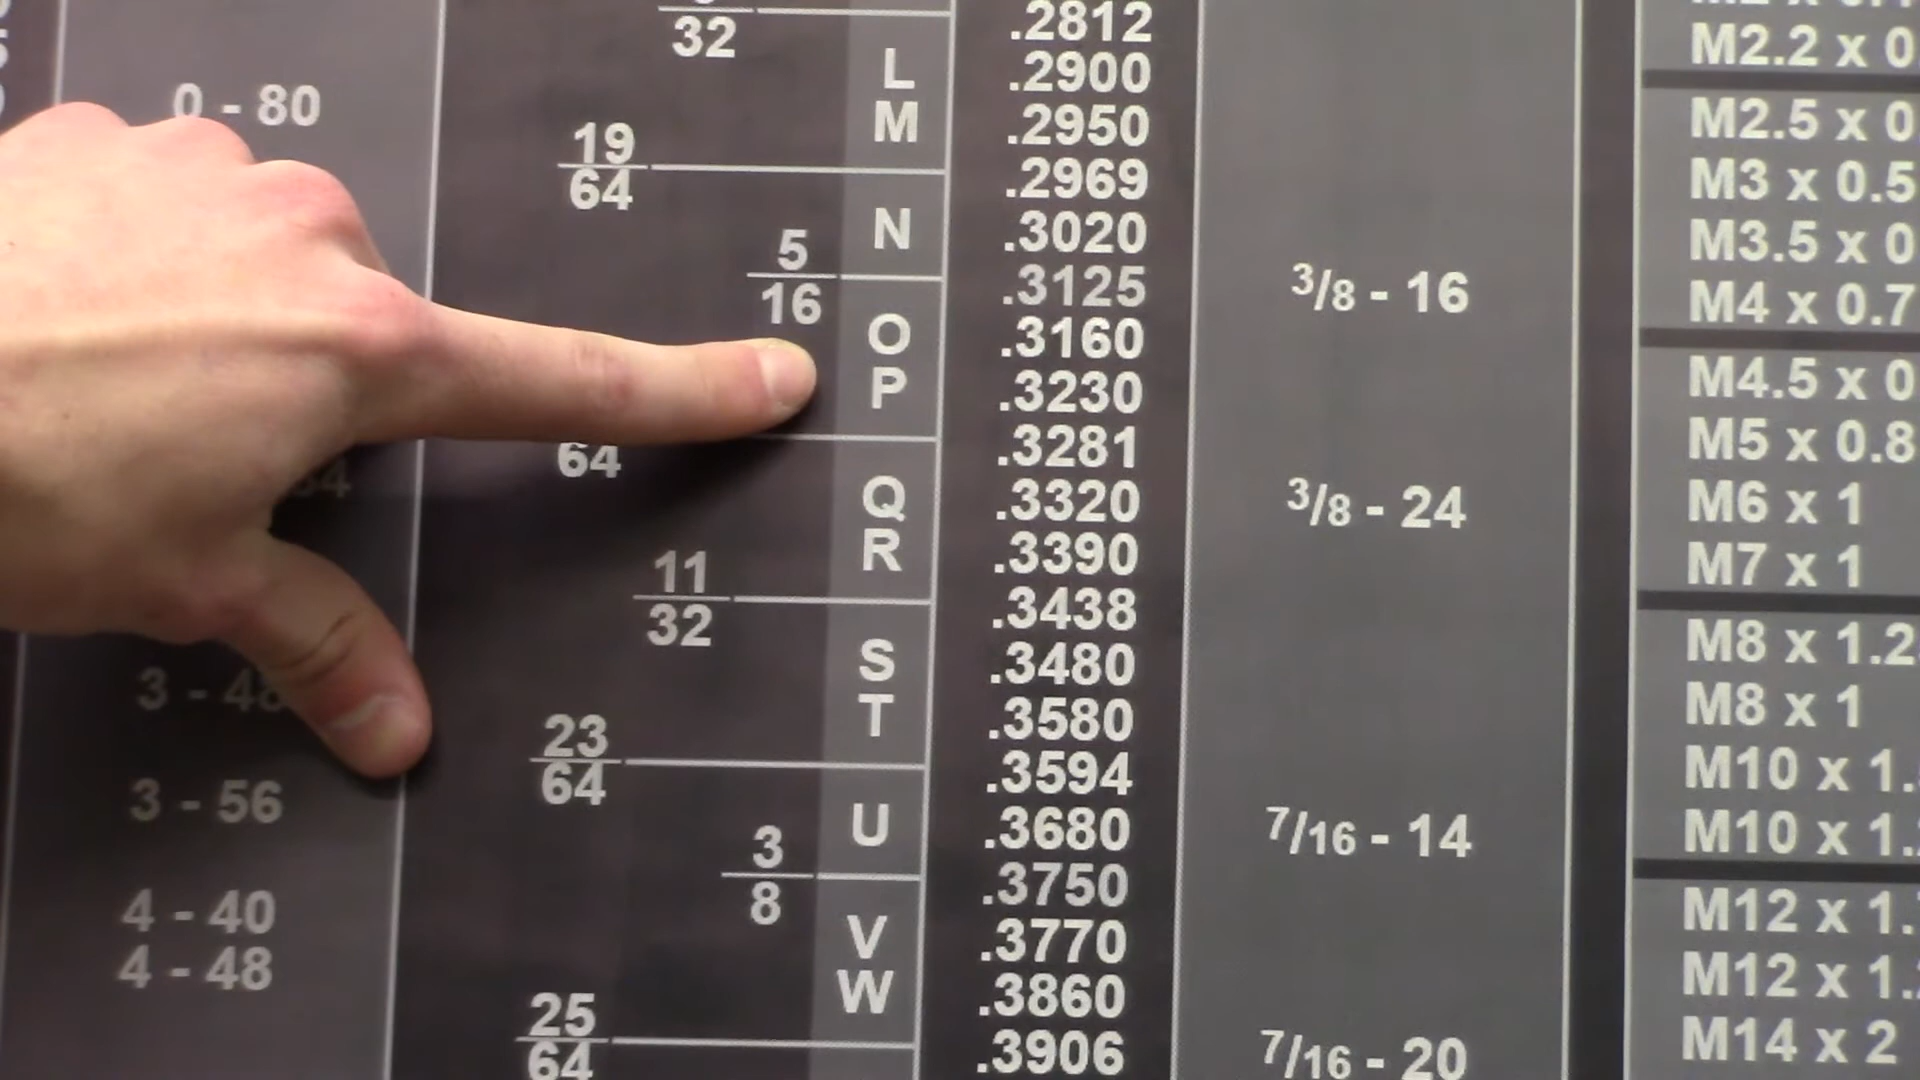 0 - 80
3 - 48
3 - 56
4 - 40
4 - 48
32
19
64
5
16
64
11
32
23
64
3
8
25
64
L
M
N
O
P
Q
R
S
T
U
V
W
.2812
.2900
.2950
.2969
.3020
.3125
.3160
.3230
.3281
.3320
.3390
.3438
.3480
.3580
.3594
.3680
.3750
.3770
.3860
.3906
3/8 - 16
3/8 - 24
7/16 - 14
7/16 - 20
M2.2 x 0
M2.5 x 0
M3 x 0.5
M3.5 x 0
M4 x 0.7
M4.5 x 0
M5 x 0.8
M6 x 1
M7 x 1
M8 x 1.2
M8 x 1
M10 x 1.
M10 x 1.
M12 x 1.
M12 x 1.
M14 x 2